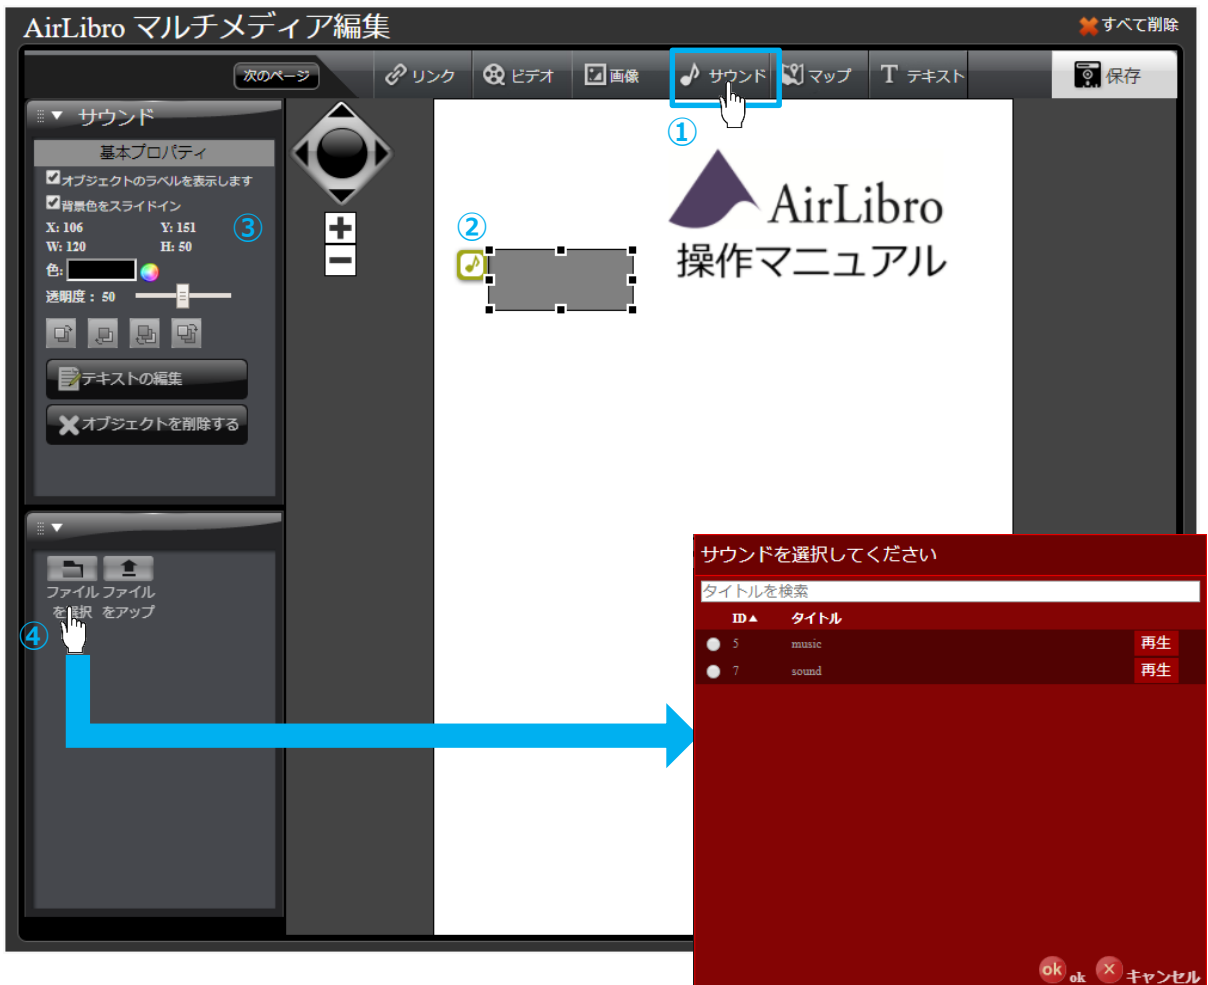 AirLibro マルチメディア編集
すべて削除
次のページ
リンク
ビデオ
画像
サウンド
マップ
T テキスト
保存
①
サウンド
基本プロパティ
オブジェクトのラベルを表示します
背景色をスライドイン
X: 106 Y: 151
③
W: 120 H: 50
色:
透明度： 50
テキストの編集
オブジェクトを削除する
②
AirLibro
操作マニュアル
ファイルを選択
ファイルをアップ
④
サウンドを選択してください
タイトルを検索
ID▲ タイトル
5 music 再生
7 sound 再生
ok ok
キャンセル